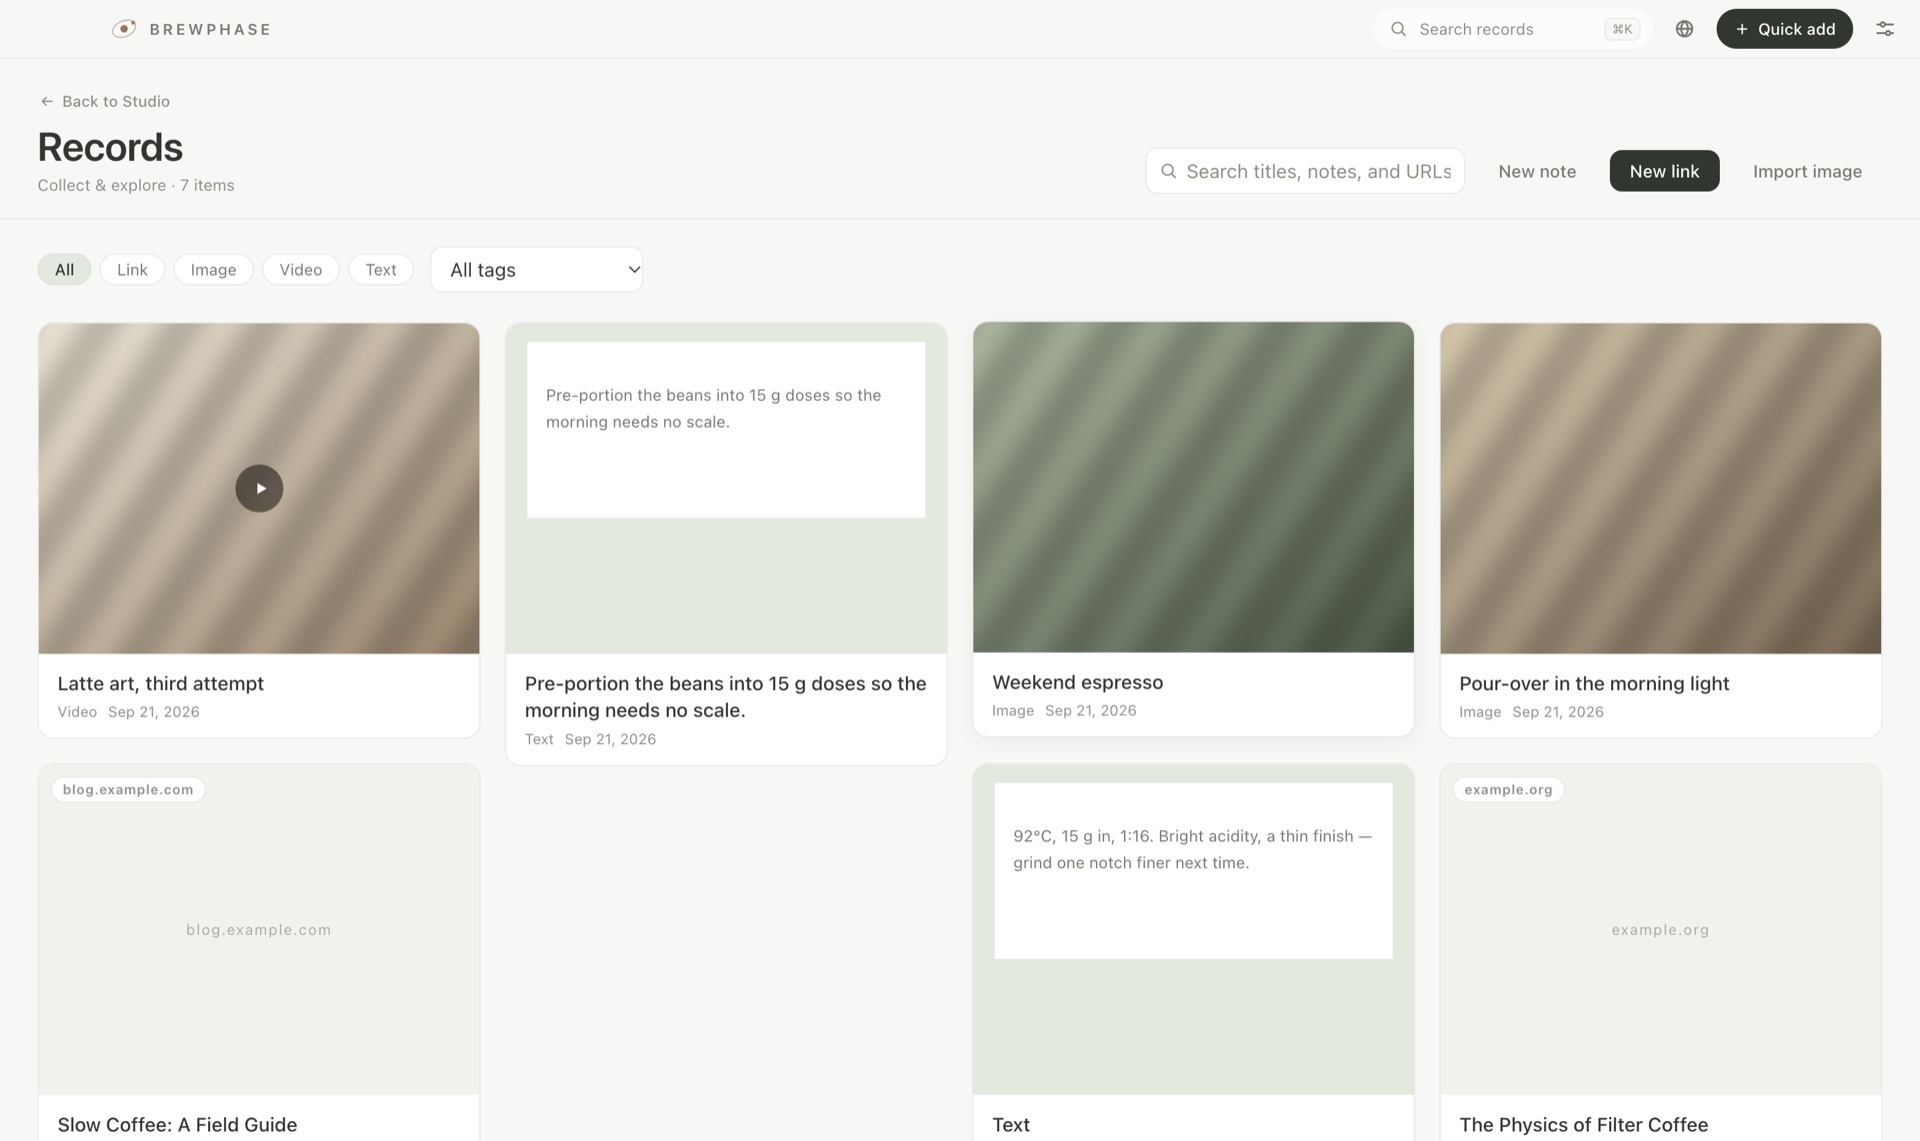 BREWPHASE
Search records
⌘K
+ Quick add
← Back to Studio
Records
Collect & explore · 7 items
Search titles, notes, and URLs
New note
New link
Import image
All
Link
Image
Video
Text
All tags
Latte art, third attempt
Video Sep 21, 2026
Pre-portion the beans into 15 g doses so the
morning needs no scale.
Pre-portion the beans into 15 g doses so the
morning needs no scale.
Text Sep 21, 2026
Weekend espresso
Image Sep 21, 2026
Pour-over in the morning light
Image Sep 21, 2026
blog.example.com
blog.example.com
Slow Coffee: A Field Guide
92°C, 15 g in, 1:16. Bright acidity, a thin finish —
grind one notch finer next time.
Text
example.org
example.org
The Physics of Filter Coffee